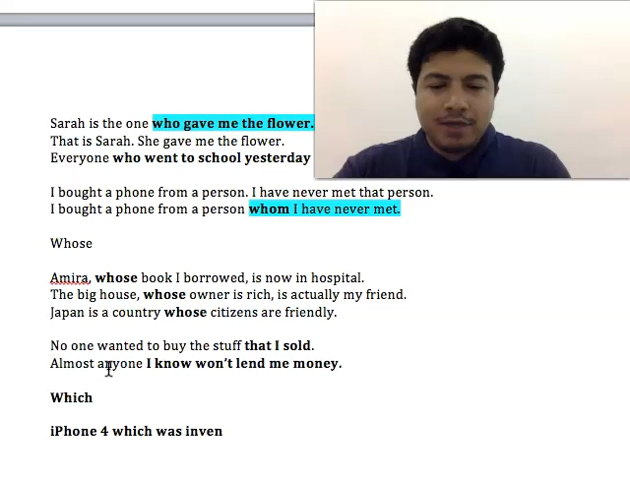 Sarah is the one who gave me the flower.
That is Sarah. She gave me the flower.
Everyone who went to school yesterday
I bought a phone from a person. I have never met that person.
I bought a phone from a person whom I have never met.
Whose
Amira, whose book I borrowed, is now in hospital.
The big house, whose owner is rich, is actually my friend.
Japan is a country whose citizens are friendly.
No one wanted to buy the stuff that I sold.
Almost anyone I know won't lend me money.
Which
iPhone 4 which was inven